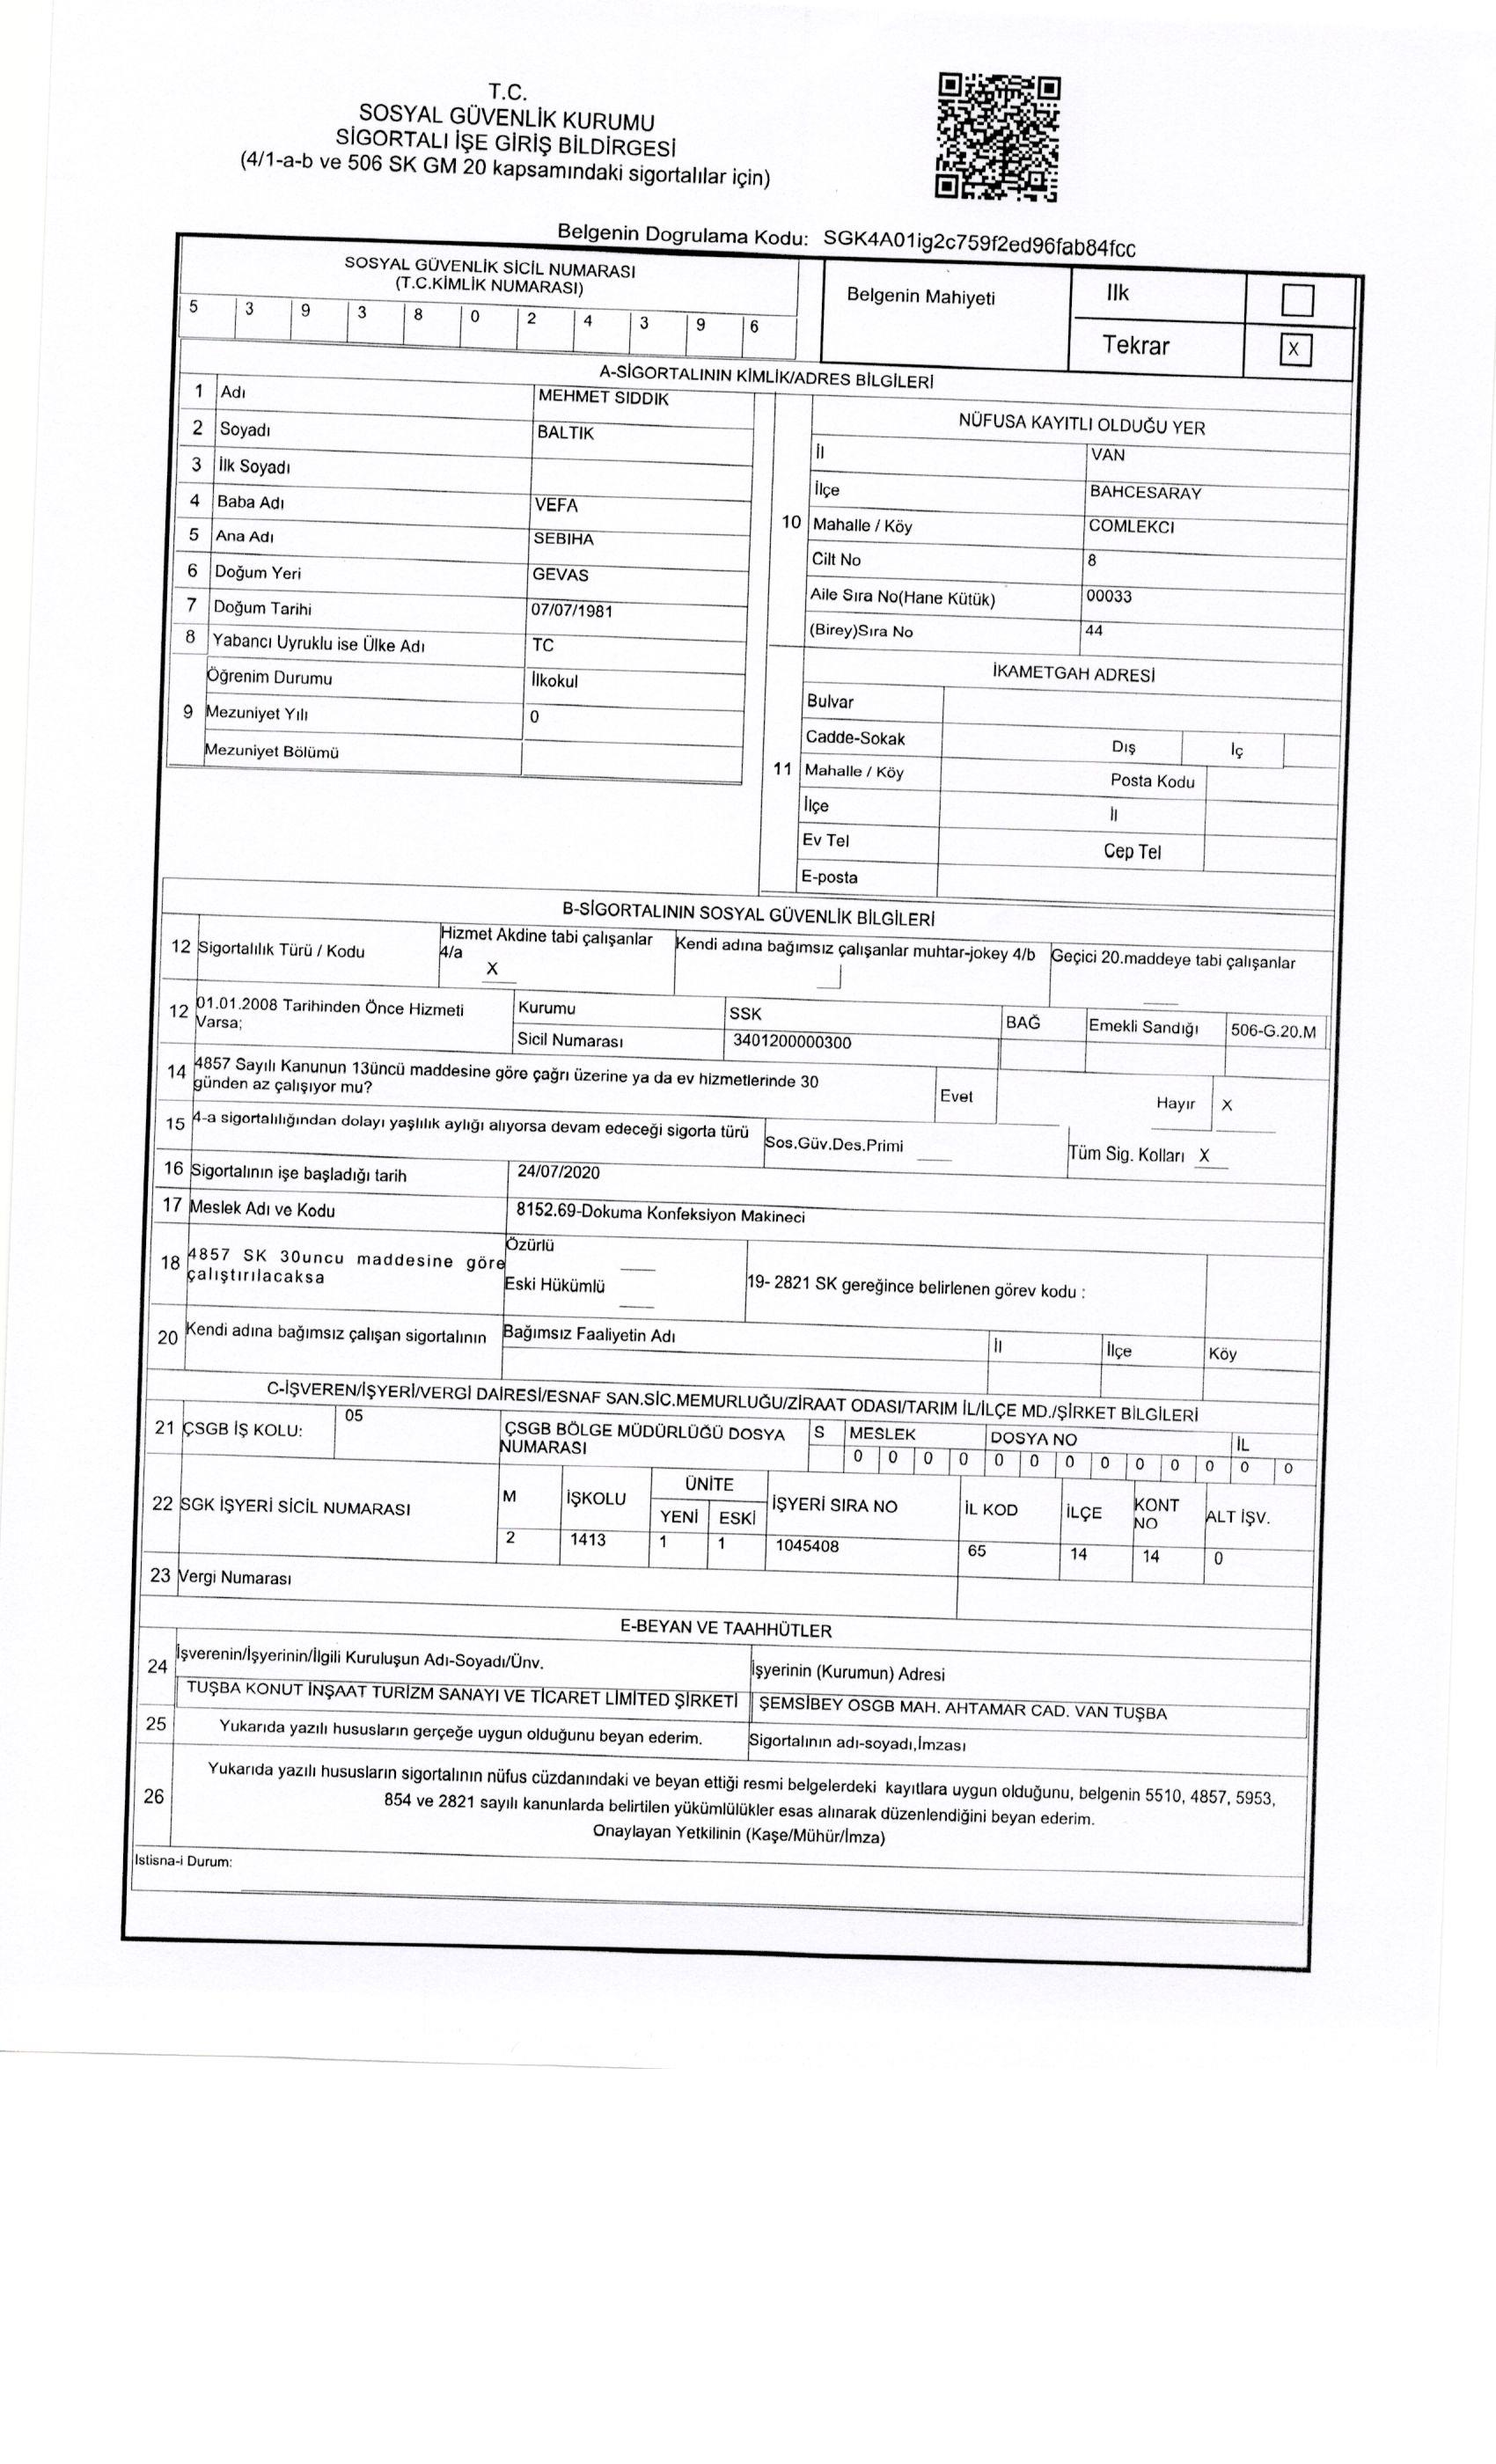 T.C.
SOSYAL GÜVENLİK KURUMU
SİGORTALI İŞE GİRİŞ BİLDİRGESİ
(4/1-a-b ve 506 SK GM 20 kapsamındaki sigortalılar için)
Belgenin Dogrulama Kodu: SGK4A01ig2c759f2ed96fab84fcc
SOSYAL GÜVENLİK SİCİL NUMARASI
(T.C.KİMLİK NUMARASI)
5 3 9 3 8 0 2 4 3 9 6
Belgenin Mahiyeti
Ilk
Tekrar X
A-SİGORTALININ KİMLİK/ADRES BİLGİLERİ
1 Adı MEHMET SIDDIK
2 Soyadı BALTIK
3 İlk Soyadı
4 Baba Adı VEFA
5 Ana Adı SEBIHA
6 Doğum Yeri GEVAS
7 Doğum Tarihi 07/07/1981
8 Yabancı Uyruklu ise Ülke Adı TC
9
Öğrenim Durumu İlkokul
Mezuniyet Yılı 0
Mezuniyet Bölümü
10
NÜFUSA KAYITLI OLDUĞU YER
İl VAN
İlçe BAHCESARAY
Mahalle / Köy COMLEKCI
Cilt No 8
Aile Sıra No(Hane Kütük) 00033
(Birey)Sıra No 44
11
İKAMETGAH ADRESİ
Bulvar
Cadde-Sokak Dış İç
Mahalle / Köy Posta Kodu
İlçe İl
Ev Tel Cep Tel
E-posta
B-SİGORTALININ SOSYAL GÜVENLİK BİLGİLERİ
12 Sigortalılık Türü / Kodu
Hizmet Akdine tabi çalışanlar
4/a
X
Kendi adına bağımsız çalışanlar muhtar-jokey 4/b
Geçici 20.maddeye tabi çalışanlar
12 01.01.2008 Tarihinden Önce Hizmeti
Varsa;
Kurumu SSK BAĞ Emekli Sandığı 506-G.20.M
Sicil Numarası 3401200000300
14 4857 Sayılı Kanunun 13üncü maddesine göre çağrı üzerine ya da ev hizmetlerinde 30
günden az çalışıyor mu?
Evet Hayır X
15 4-a sigortalılığından dolayı yaşlılık aylığı alıyorsa devam edeceği sigorta türü
Sos.Güv.Des.Primi
Tüm Sig. Kolları X
16 Sigortalının işe başladığı tarih 24/07/2020
17 Meslek Adı ve Kodu 8152.69-Dokuma Konfeksiyon Makineci
18 4857 SK 30uncu maddesine göre
çalıştırılacaksa
Özürlü
Eski Hükümlü
19- 2821 SK gereğince belirlenen görev kodu :
20 Kendi adına bağımsız çalışan sigortalının Bağımsız Faaliyetin Adı İl İlçe Köy
C-İŞVEREN/İŞYERİ/VERGİ DAİRESİ/ESNAF SAN.SİC.MEMURLUĞU/ZİRAAT ODASI/TARIM İL/İLÇE MD./ŞİRKET BİLGİLERİ
21 ÇSGB İŞ KOLU: 05
ÇSGB BÖLGE MÜDÜRLÜĞÜ DOSYA
NUMARASI
S MESLEK DOSYA NO İL
0 0 0 0 0 0 0 0 0 0 0 0 0
22 SGK İŞYERİ SİCİL NUMARASI
M İŞKOLU ÜNİTE İŞYERİ SIRA NO İL KOD İLÇE KONT
NO ALT İŞV.
YENİ ESKİ
2 1413 1 1 1045408 65 14 14 0
23 Vergi Numarası
E-BEYAN VE TAAHHÜTLER
24 İşverenin/İşyerinin/İlgili Kuruluşun Adı-Soyadı/Ünv. İşyerinin (Kurumun) Adresi
TUŞBA KONUT İNŞAAT TURİZM SANAYI VE TİCARET LİMİTED ŞİRKETİ ŞEMSİBEY OSGB MAH. AHTAMAR CAD. VAN TUŞBA
25 Yukarıda yazılı hususların gerçeğe uygun olduğunu beyan ederim. Sigortalının adı-soyadı,İmzası
26 Yukarıda yazılı hususların sigortalının nüfus cüzdanındaki ve beyan ettiği resmi belgelerdeki kayıtlara uygun olduğunu, belgenin 5510, 4857, 5953,
854 ve 2821 sayılı kanunlarda belirtilen yükümlülükler esas alınarak düzenlendiğini beyan ederim.
Onaylayan Yetkilinin (Kaşe/Mühür/İmza)
Istisna-i Durum: